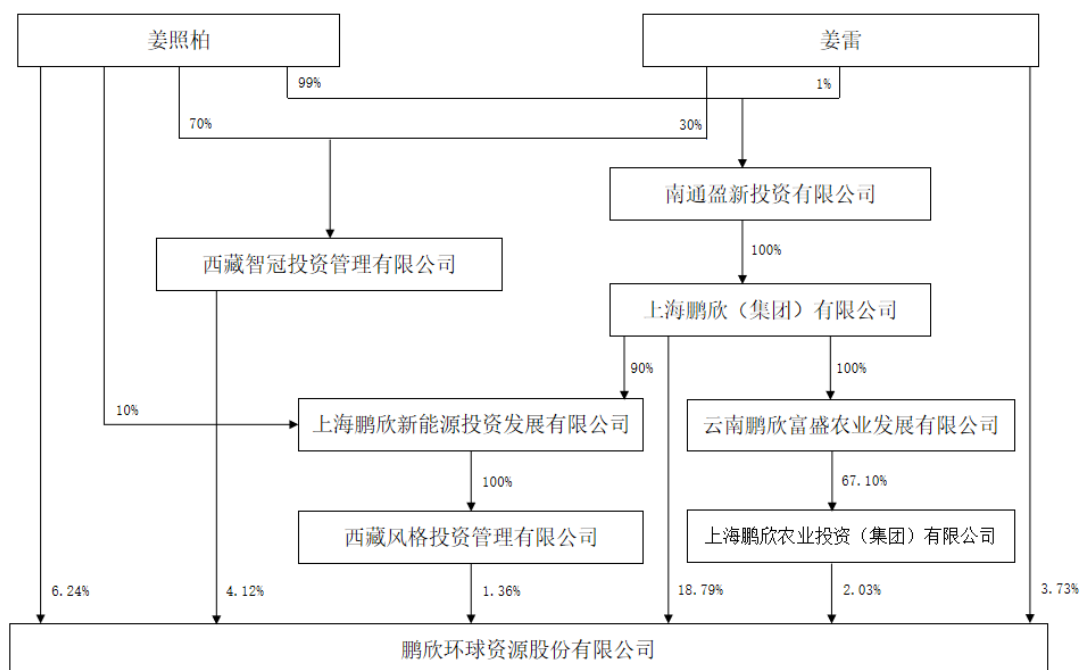 姜照柏
姜雷
99%
1%
70%
30%
南通盈新投资有限公司
100%
西藏智冠投资管理有限公司
上海鹏欣（集团）有限公司
90%
100%
10%
上海鹏欣新能源投资发展有限公司
云南鹏欣富盛农业发展有限公司
100%
67.10%
西藏风格投资管理有限公司
上海鹏欣农业投资（集团）有限公司
6.24%
4.12%
1.36%
18.79%
2.03%
3.73%
鹏欣环球资源股份有限公司